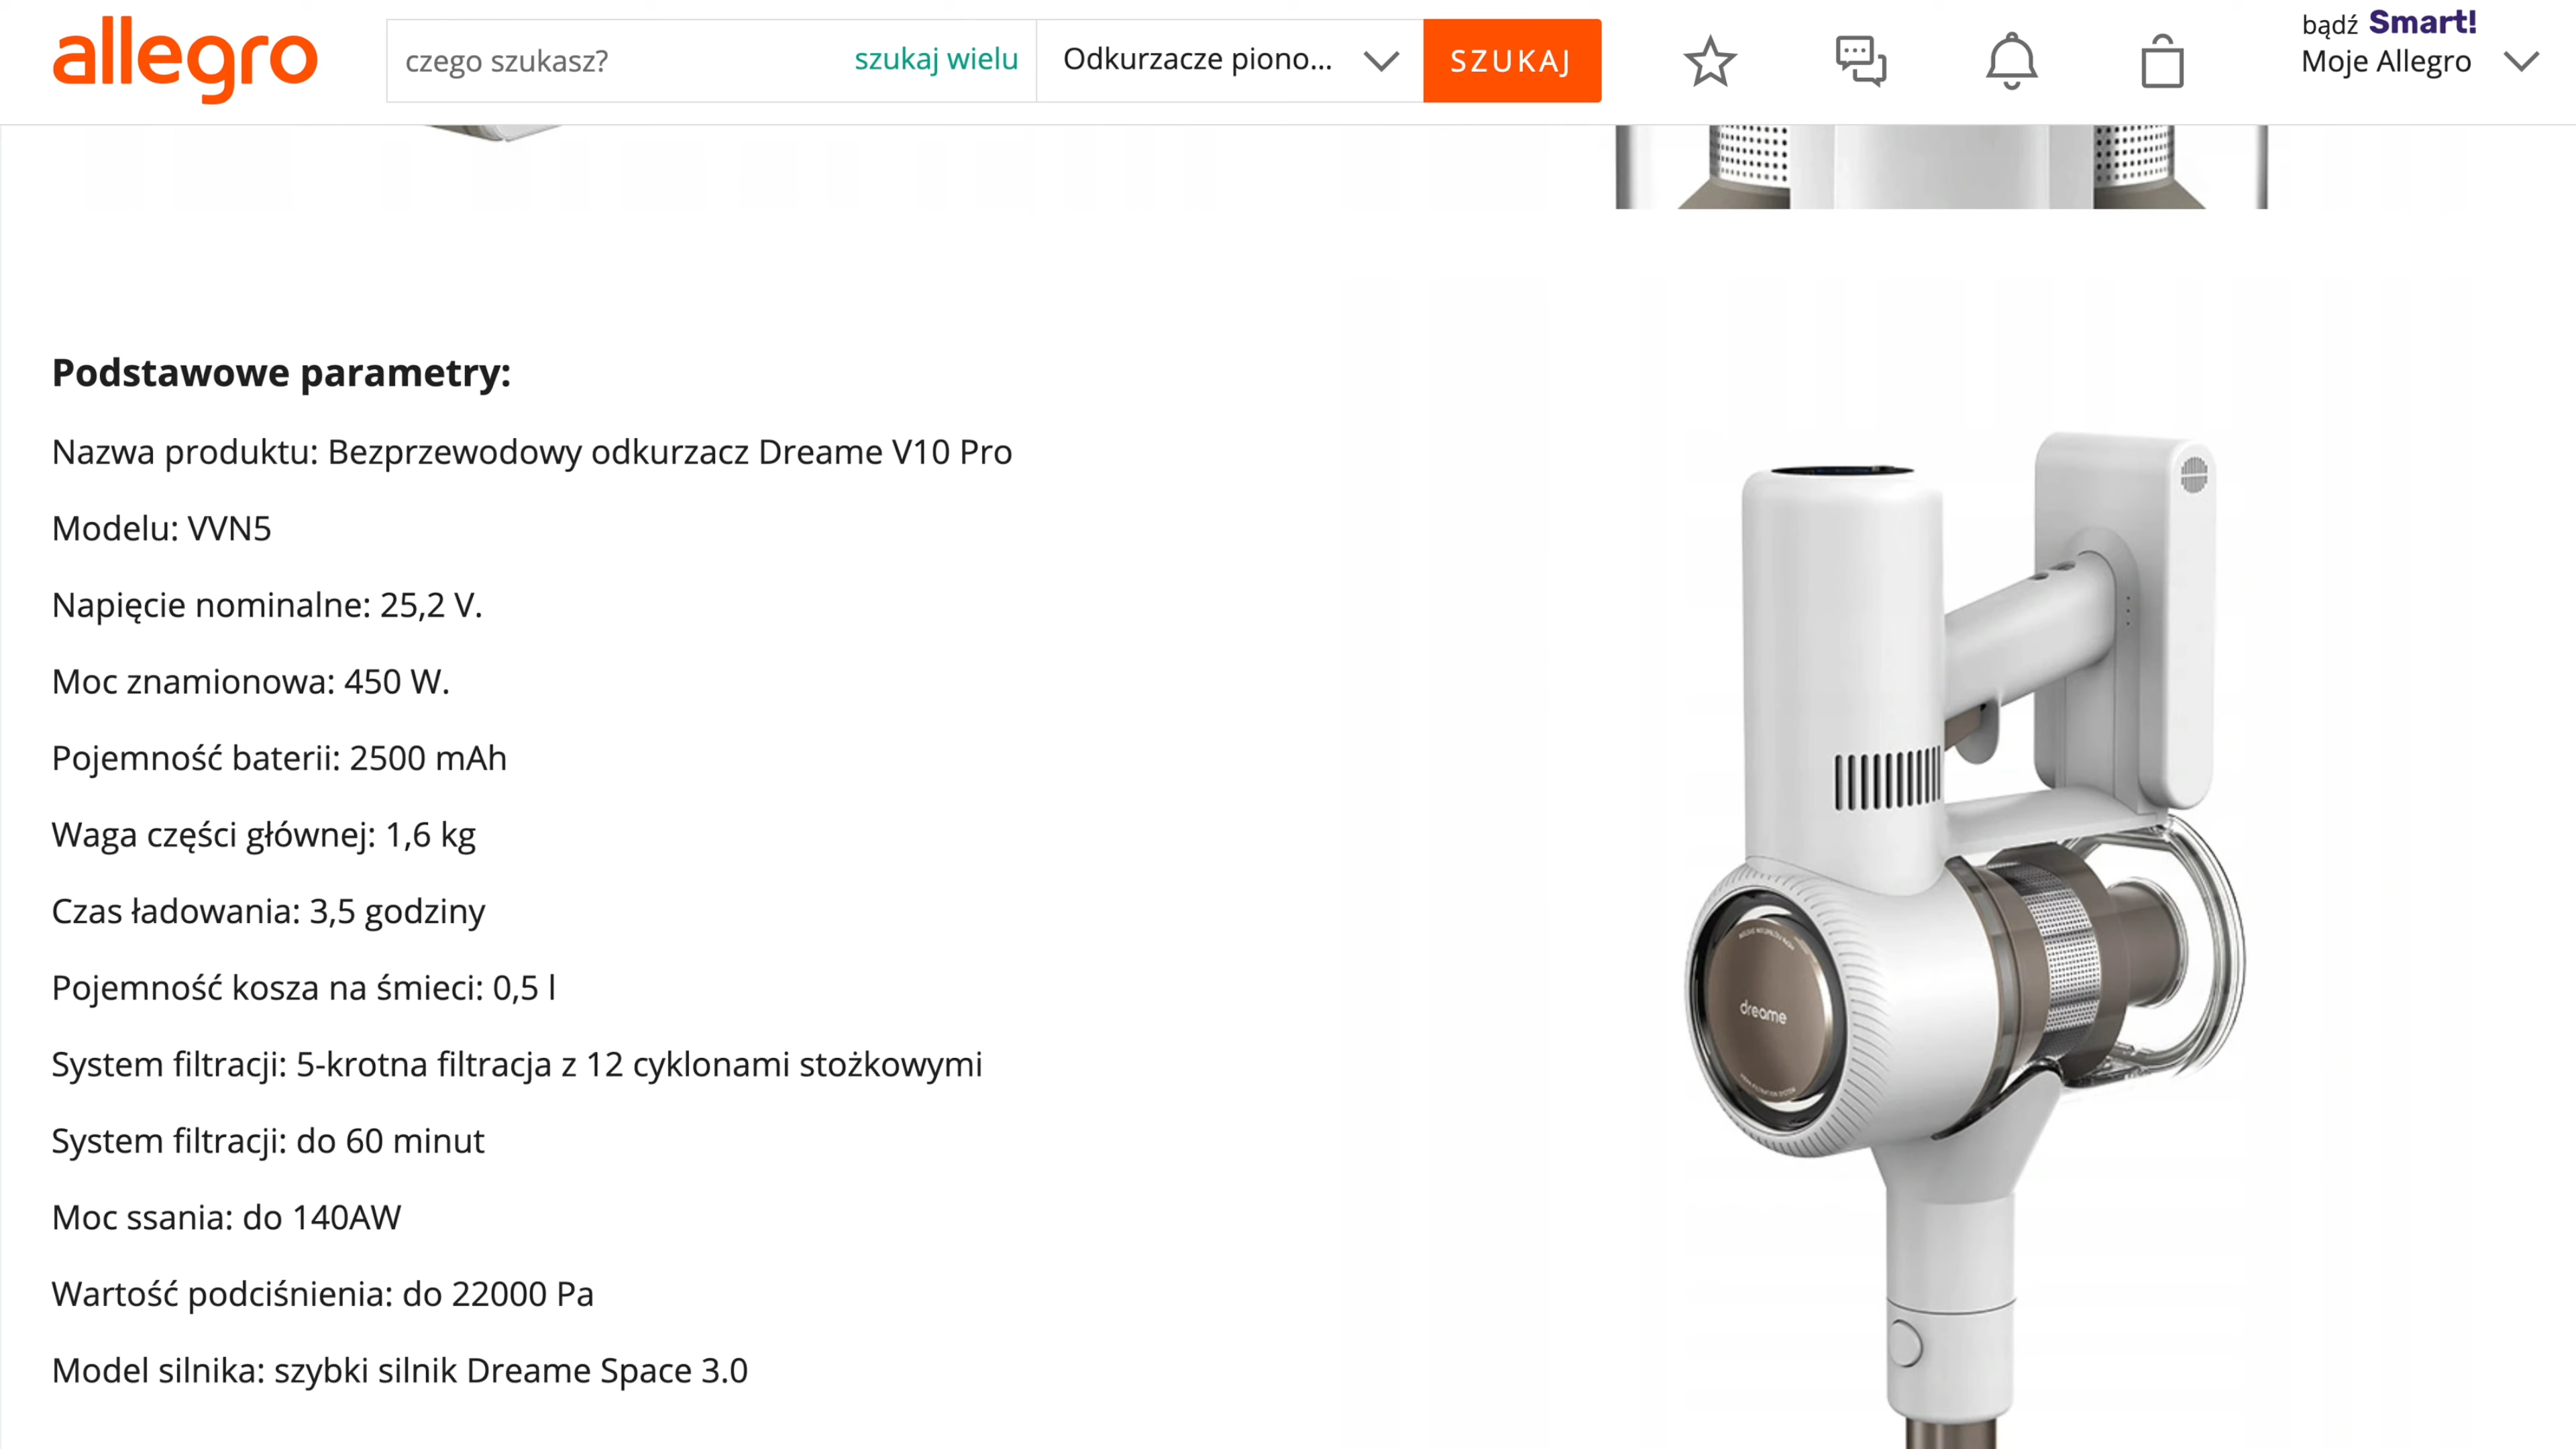 allegro
czego szukasz?
szukaj wielu
Odkurzacze piono...
SZUKAJ
bądź Smart!
Moje Allegro
Podstawowe parametry:
Nazwa produktu: Bezprzewodowy odkurzacz Dreame V10 Pro
Modelu: VVN5
Napięcie nominalne: 25,2 V.
Moc znamionowa: 450 W.
Pojemność baterii: 2500 mAh
Waga części głównej: 1,6 kg
Czas ładowania: 3,5 godziny
Pojemność kosza na śmieci: 0,5 l
System filtracji: 5-krotna filtracja z 12 cyklonami stożkowymi
System filtracji: do 60 minut
Moc ssania: do 140AW
Wartość podciśnienia: do 22000 Pa
Model silnika: szybki silnik Dreame Space 3.0
dreame